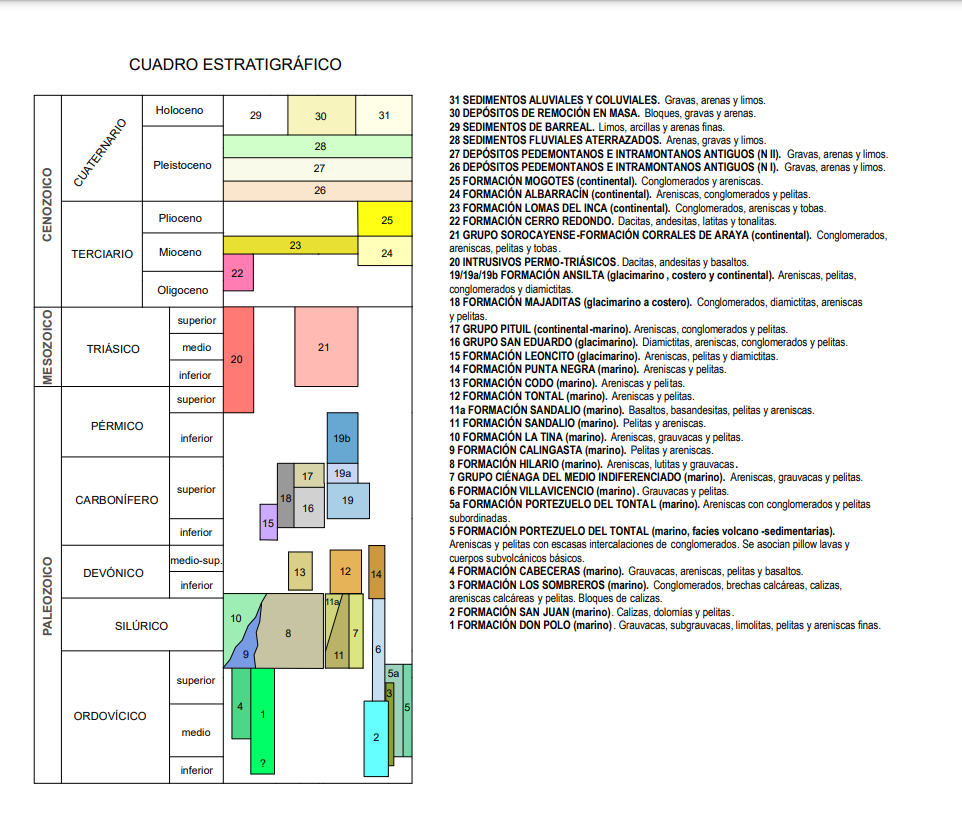 CUADRO ESTRATIGRÁFICO
CENOZOICO
CUATERNARIO
Holoceno
29
30
31
Pleistoceno
28
27
26
TERCIARIO
Plioceno
25
Mioceno
23
24
22
Oligoceno
MESOZOICO
TRIÁSICO
superior
medio
inferior
20
21
PALEOZOICO
PÉRMICO
superior
inferior
19b
CARBONÍFERO
superior
inferior
17
19a
18
16
19
15
DEVÓNICO
medio-sup.
inferior
13
12
14
SILÚRICO
10
9
8
11a
11
7
6
ORDOVÍCICO
superior
medio
inferior
4
1
?
5a
3
5
2
31 SEDIMENTOS ALUVIALES Y COLUVIALES. Gravas, arenas y limos.
30 DEPÓSITOS DE REMOCIÓN EN MASA. Bloques, gravas y arenas.
29 SEDIMENTOS DE BARREAL. Limos, arcillas y arenas finas.
28 SEDIMENTOS FLUVIALES ATERRAZADOS. Arenas, gravas y limos.
27 DEPÓSITOS PEDEMONTANOS E INTRAMONTANOS ANTIGUOS (N II). Gravas, arenas y limos.
26 DEPÓSITOS PEDEMONTANOS E INTRAMONTANOS ANTIGUOS (N I). Gravas, arenas y limos.
25 FORMACIÓN MOGOTES (continental). Conglomerados y areniscas.
24 FORMACIÓN ALBARRACÍN (continental). Areniscas, conglomerados y pelitas.
23 FORMACIÓN LOMAS DEL INCA (continental). Conglomerados, areniscas y tobas.
22 FORMACIÓN CERRO REDONDO. Dacitas, andesitas, latitas y tonalitas.
21 GRUPO SOROCAYENSE-FORMACIÓN CORRALES DE ARAYA (continental). Conglomerados,
areniscas, pelitas y tobas.
20 INTRUSIVOS PERMO-TRIÁSICOS. Dacitas, andesitas y basaltos.
19/19a/19b FORMACIÓN ANSILTA (glacimarino, costero y continental). Areniscas, pelitas,
conglomerados y diamictitas.
18 FORMACIÓN MAJADITAS (glacimarino a costero). Conglomerados, diamictitas, areniscas
y pelitas.
17 GRUPO PITUIL (continental-marino). Areniscas, conglomerados y pelitas.
16 GRUPO SAN EDUARDO (glacimarino). Diamictitas, areniscas, conglomerados y pelitas.
15 FORMACIÓN LEONCITO (glacimarino). Areniscas, pelitas y diamictitas.
14 FORMACIÓN PUNTA NEGRA (marino). Areniscas y pelitas.
13 FORMACIÓN CODO (marino). Areniscas y pelitas.
12 FORMACIÓN TONTAL (marino). Areniscas y pelitas.
11a FORMACIÓN SANDALIO (marino). Basaltos, basandesitas, pelitas y areniscas.
11 FORMACIÓN SANDALIO (marino). Pelitas y areniscas.
10 FORMACIÓN LA TINA (marino). Areniscas, grauvacas y pelitas.
9 FORMACIÓN CALINGASTA (marino). Pelitas y areniscas.
8 FORMACIÓN HILARIO (marino). Areniscas, lutitas y grauvacas.
7 GRUPO CIÉNAGA DEL MEDIO INDIFERENCIADO (marino). Areniscas, grauvacas y pelitas.
6 FORMACIÓN VILLAVICENCIO (marino). Grauvacas y pelitas.
5a FORMACIÓN PORTEZUELO DEL TONTAL (marino). Areniscas con conglomerados y pelitas
subordinadas.
5 FORMACIÓN PORTEZUELO DEL TONTAL (marino, facies volcano-sedimentarias).
Areniscas y pelitas con escasas intercalaciones de conglomerados. Se asocian pillow lavas y
cuerpos subvolcánicos básicos.
4 FORMACIÓN CABECERAS (marino). Grauvacas, areniscas, pelitas y basaltos.
3 FORMACIÓN LOS SOMBREROS (marino). Conglomerados, brechas calcáreas, calizas,
areniscas calcáreas y pelitas. Bloques de calizas.
2 FORMACIÓN SAN JUAN (marino). Calizas, dolomías y pelitas.
1 FORMACIÓN DON POLO (marino). Grauvacas, subgrauvacas, limolitas, pelitas y areniscas finas.